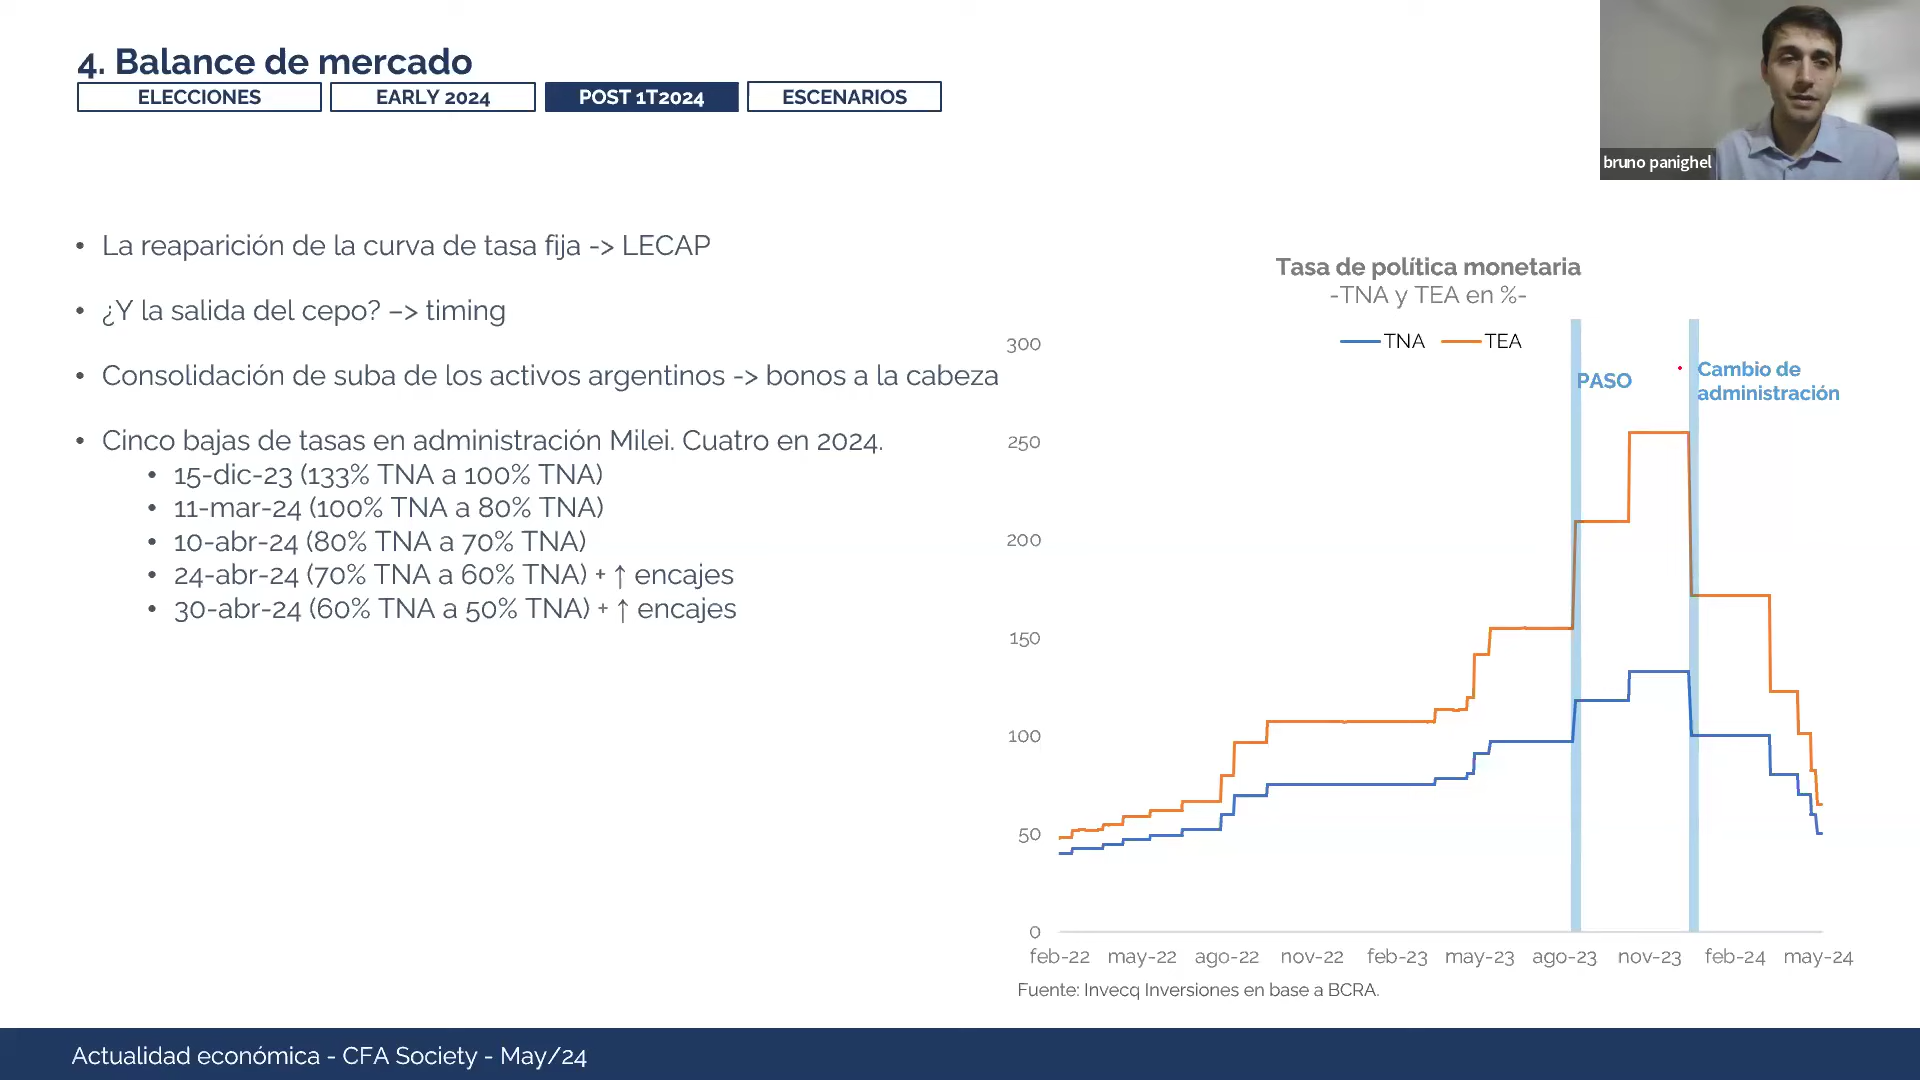 4. Balance de mercado
ELECCIONES
EARLY 2024
POST 1T2024
ESCENARIOS
bruno panighel
• La reaparición de la curva de tasa fija -> LECAP
• ¿Y la salida del cepo? –> timing
• Consolidación de suba de los activos argentinos -> bonos a la cabeza
• Cinco bajas de tasas en administración Milei. Cuatro en 2024.
• 15-dic-23 (133% TNA a 100% TNA)
• 11-mar-24 (100% TNA a 80% TNA)
• 10-abr-24 (80% TNA a 70% TNA)
• 24-abr-24 (70% TNA a 60% TNA) + ↑ encajes
• 30-abr-24 (60% TNA a 50% TNA) + ↑ encajes
Tasa de política monetaria
-TNA y TEA en %-
TNA TEA
300
250
200
150
100
50
0
PASO
Cambio de
administración
feb-22 may-22 ago-22 nov-22 feb-23 may-23 ago-23 nov-23 feb-24 may-24
Fuente: Invecq Inversiones en base a BCRA.
Actualidad económica - CFA Society - May/24